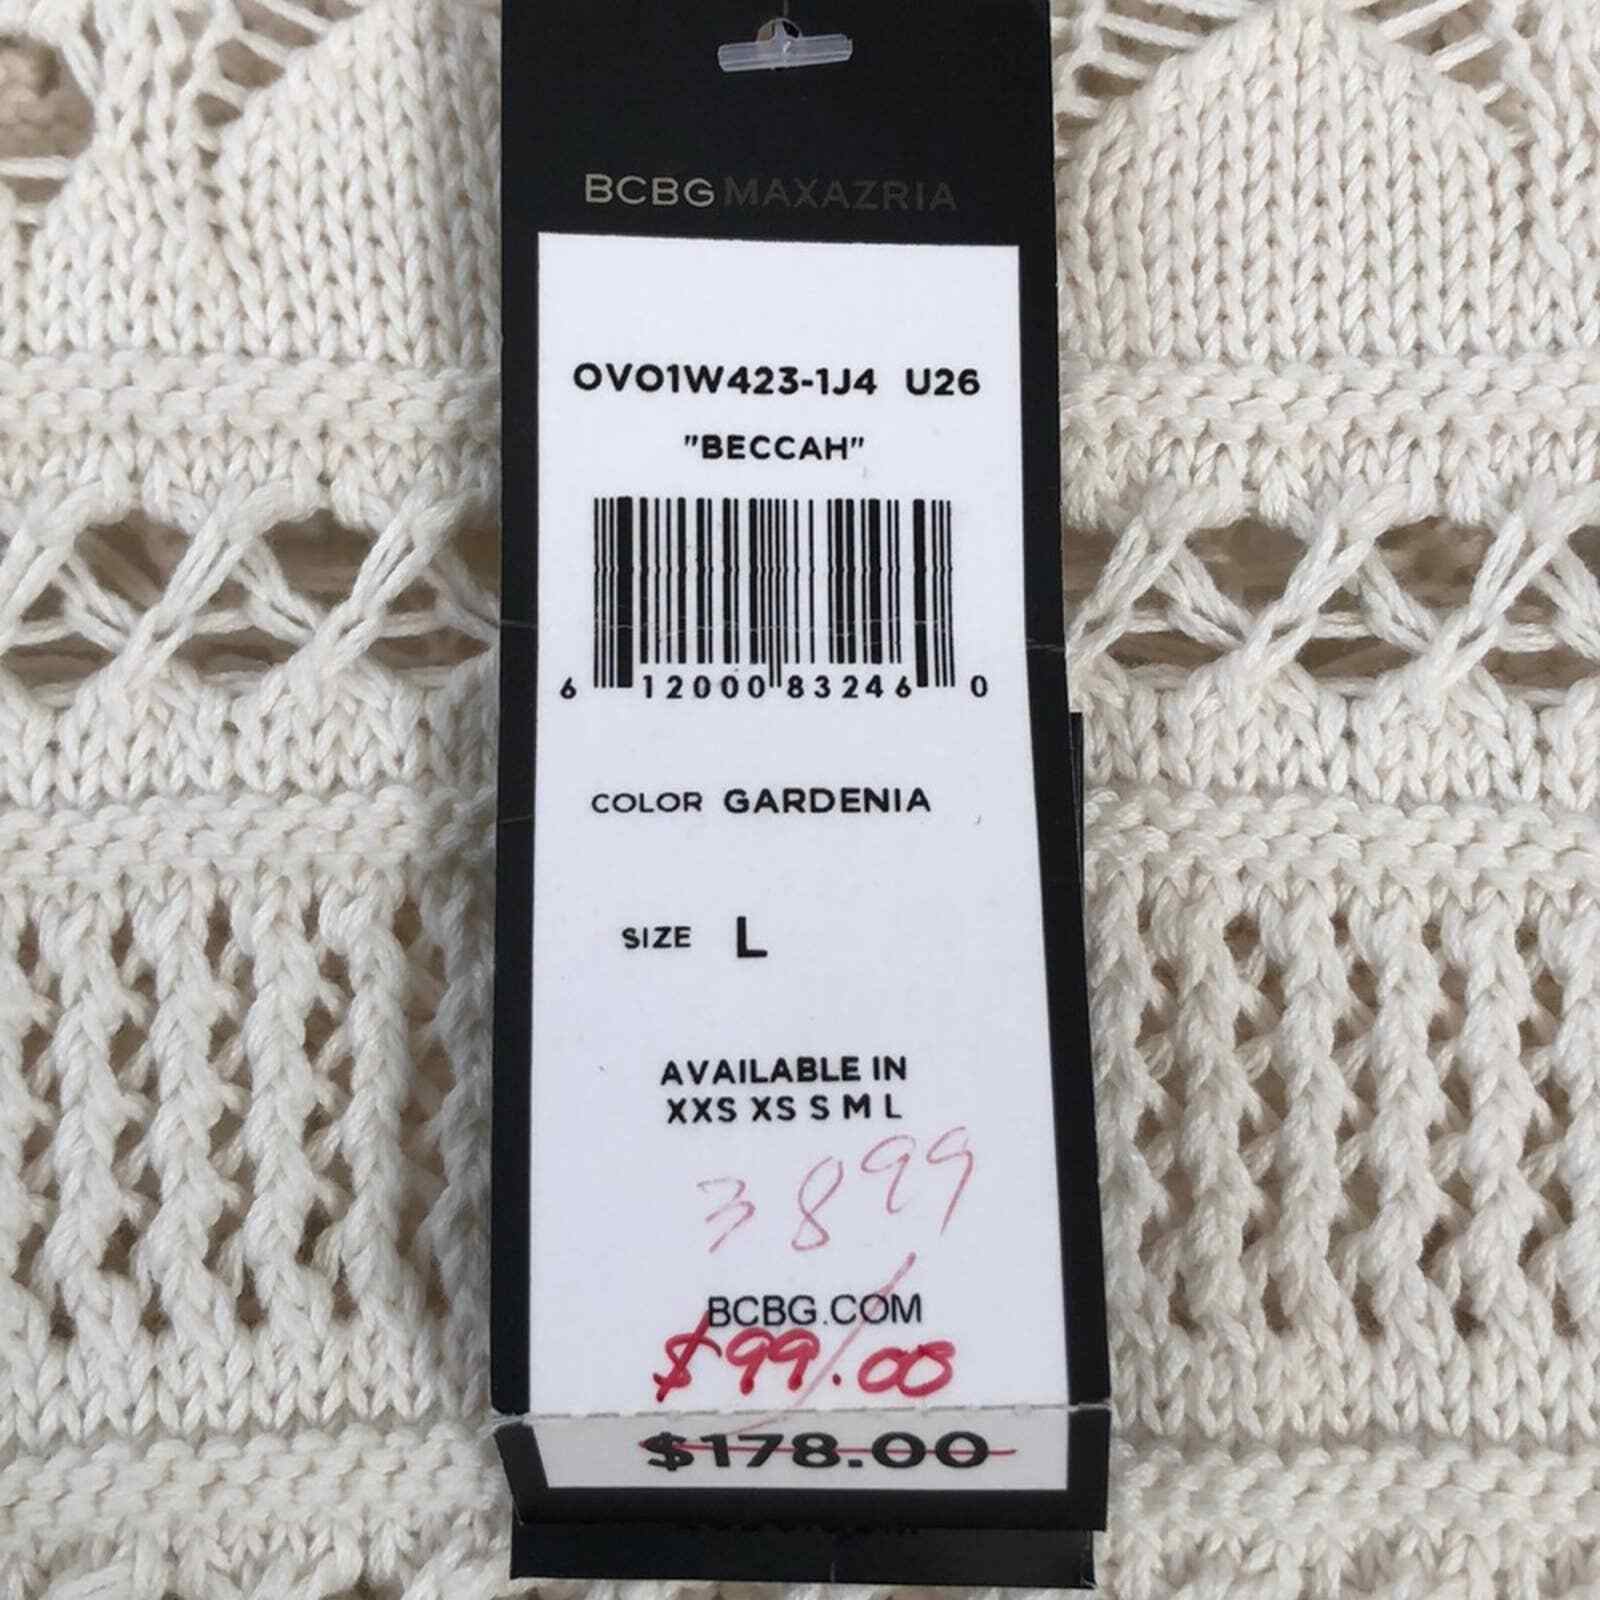 BCBGMAXAZRIA
OVO1W423-1J4 U26
"BECCAH"
6 12000 83246 0
COLOR GARDENIA
SIZE L
AVAILABLE IN
XXS XS S M L
38 99
BCBG.COM
$99.00
$178.00